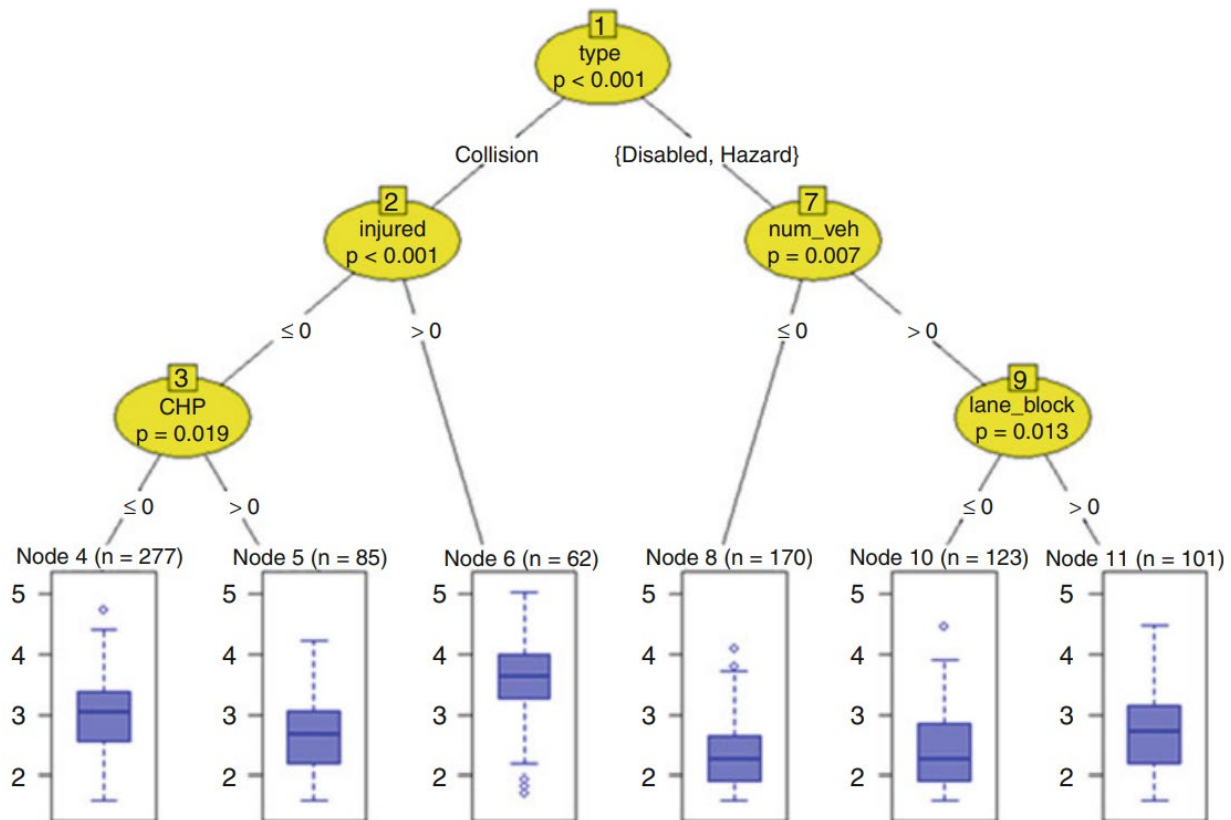 1
type
p < 0.001
Collision
{Disabled, Hazard}
2
injured
p < 0.001
7
num_veh
p = 0.007
≤ 0
> 0
≤ 0
> 0
3
CHP
p = 0.019
9
lane_block
p = 0.013
≤ 0
> 0
≤ 0
> 0
Node 4 (n = 277)
Node 5 (n = 85)
Node 6 (n = 62)
Node 8 (n = 170)
Node 10 (n = 123)
Node 11 (n = 101)
5
4
3
2
5
4
3
2
5
4
3
2
5
4
3
2
5
4
3
2
5
4
3
2